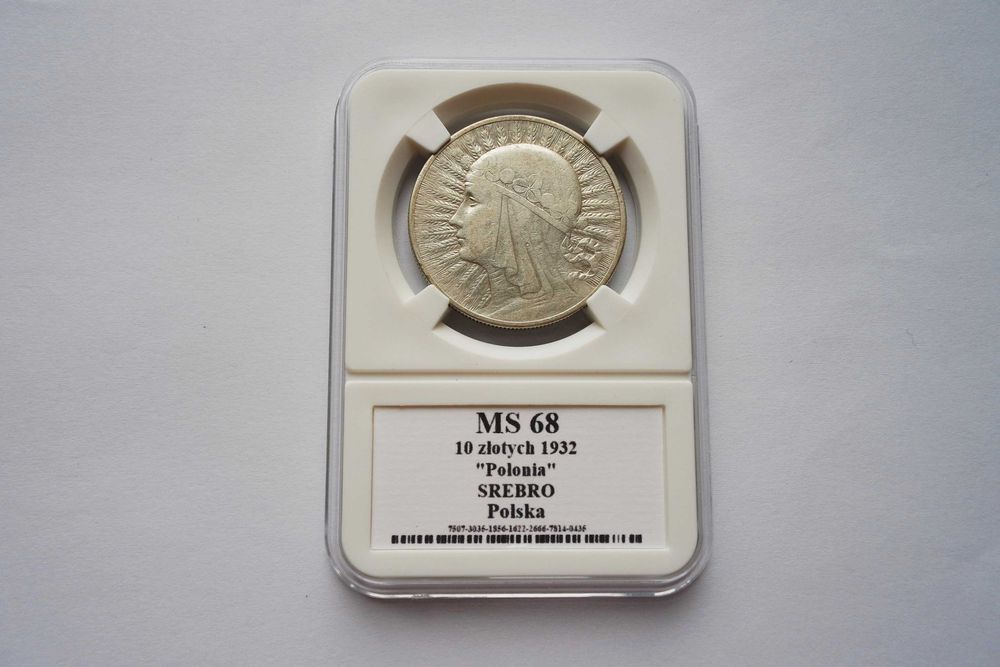 MS 68
10 złotych 1932
"Polonia"
SREBRO
Polska
7507-3036-1856-1622-2666-7814-0436